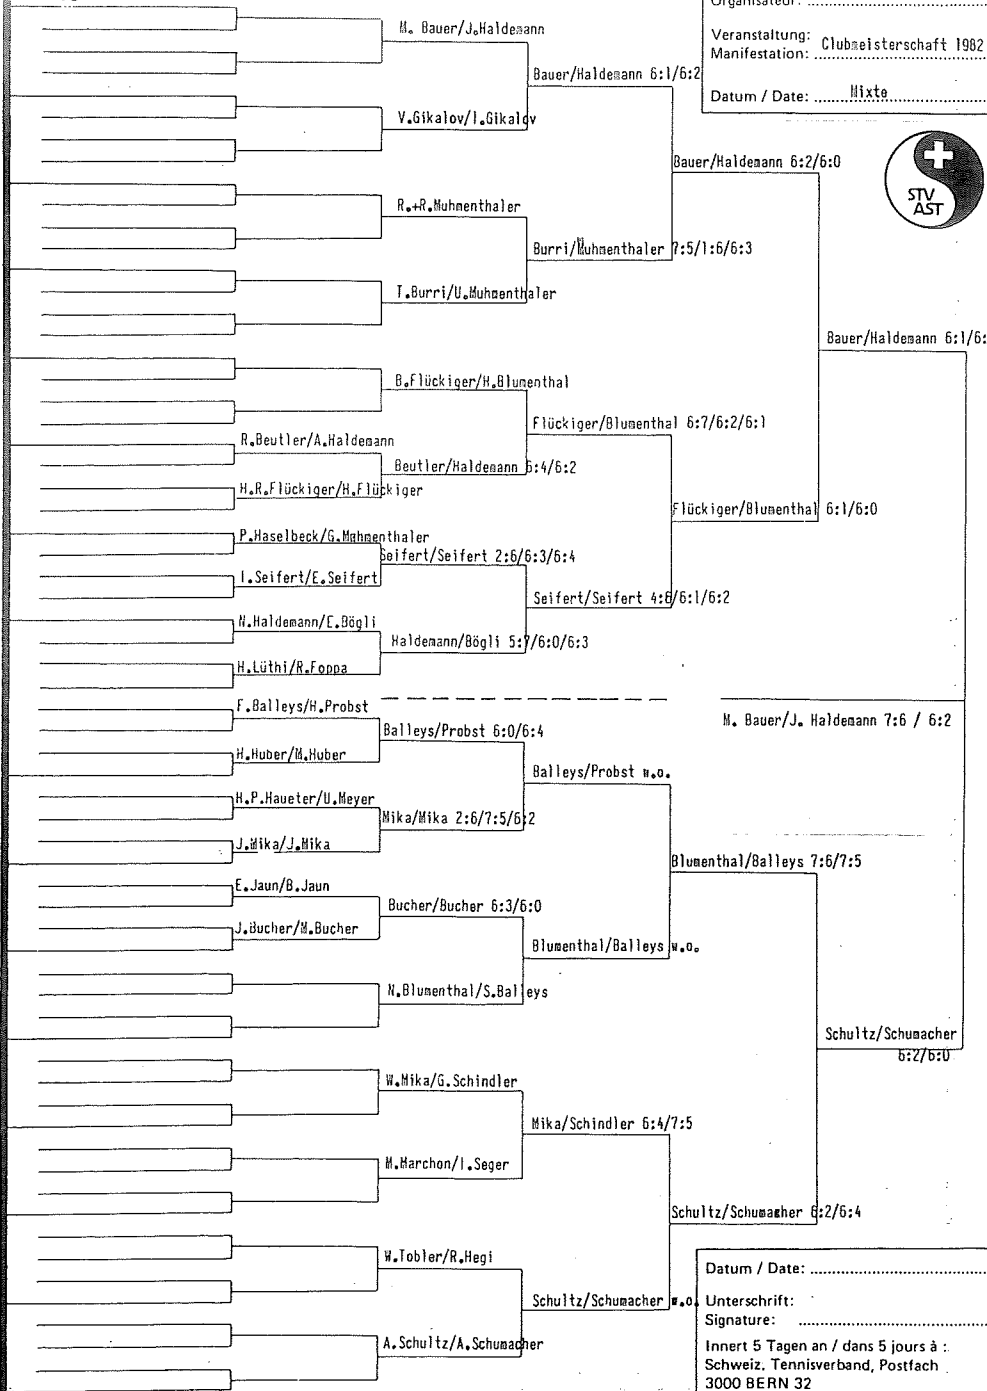 Organisateur:
Veranstaltung:
Manifestation: Clubmeisterschaft 1982
Datum / Date: Mixte
STV
AST
M. Bauer/J.Haldemann
Bauer/Haldemann 6:1/6:2
V.Gikalov/I.Gikalov
Bauer/Haldemann 6:2/6:0
R.+R.Muhmenthaler
Burri/Muhmenthaler 7:5/1:6/6:3
T.Burri/U.Muhmenthaler
Bauer/Haldemann 6:1/6:
B.Flückiger/H.Blumenthal
Flückiger/Blumenthal 6:7/6:2/6:1
R.Beutler/A.Haldemann
Beutler/Haldemann 6:4/6:2
H.R.Flückiger/H.Flückiger
Flückiger/Blumenthal 6:1/6:0
P.Haselbeck/G.Muhmenthaler
Seifert/Seifert 2:6/6:3/6:4
I.Seifert/E.Seifert
Seifert/Seifert 4:6/6:1/6:2
N.Haldemann/E.Bögli
Haldemann/Bögli 5:7/6:0/6:3
H.Lüthi/R.Foppa
F.Balleys/H.Probst
M. Bauer/J. Haldemann 7:6 / 6:2
Balleys/Probst 6:0/6:4
H.Huber/M.Huber
Balleys/Probst w.o.
H.P.Haueter/U.Meyer
Mika/Mika 2:6/7:5/6:2
J.Mika/J.Mika
Blumenthal/Balleys 7:6/7:5
E.Jaun/B.Jaun
Bucher/Bucher 6:3/6:0
J.Bucher/M.Bucher
Blumenthal/Balleys w.o.
N.Blumenthal/S.Balleys
Schultz/Schumacher
6:2/6:0
W.Mika/G.Schindler
Mika/Schindler 6:4/7:5
M.Marchon/I.Seger
Schultz/Schumacher 6:2/6:4
W.Tobler/R.Hegi
Schultz/Schumacher w.o.
A.Schultz/A.Schumacher
Datum / Date:
Unterschrift:
Signature:
Innert 5 Tagen an / dans 5 jours à :
Schweiz. Tennisverband, Postfach
3000 BERN 32